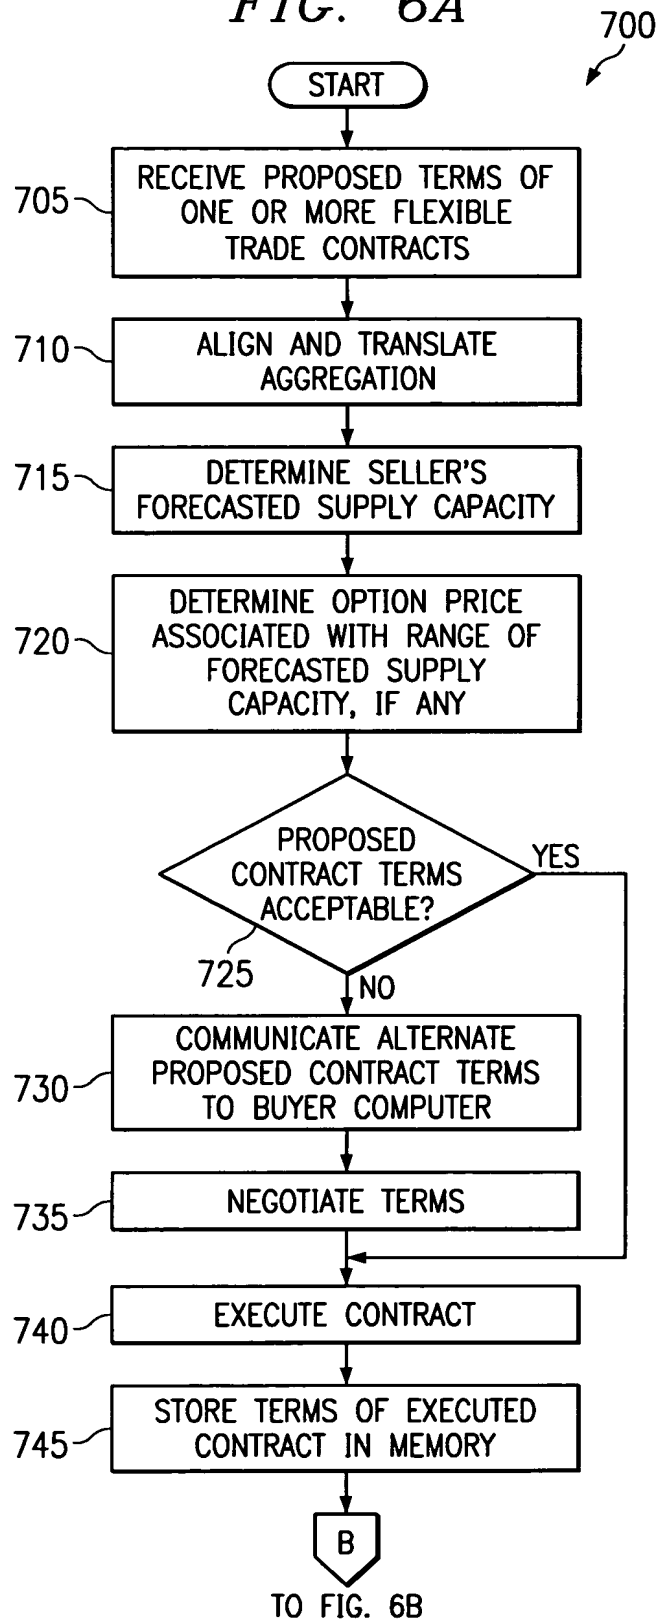 FIG. 6A
700
START
705
RECEIVE PROPOSED TERMS OF
ONE OR MORE FLEXIBLE
TRADE CONTRACTS
710
ALIGN AND TRANSLATE
AGGREGATION
715
DETERMINE SELLER'S
FORECASTED SUPPLY CAPACITY
720
DETERMINE OPTION PRICE
ASSOCIATED WITH RANGE OF
FORECASTED SUPPLY
CAPACITY, IF ANY
PROPOSED
CONTRACT TERMS
ACCEPTABLE?
YES
725
NO
730
COMMUNICATE ALTERNATE
PROPOSED CONTRACT TERMS
TO BUYER COMPUTER
735
NEGOTIATE TERMS
740
EXECUTE CONTRACT
745
STORE TERMS OF EXECUTED
CONTRACT IN MEMORY
B
TO FIG. 6B